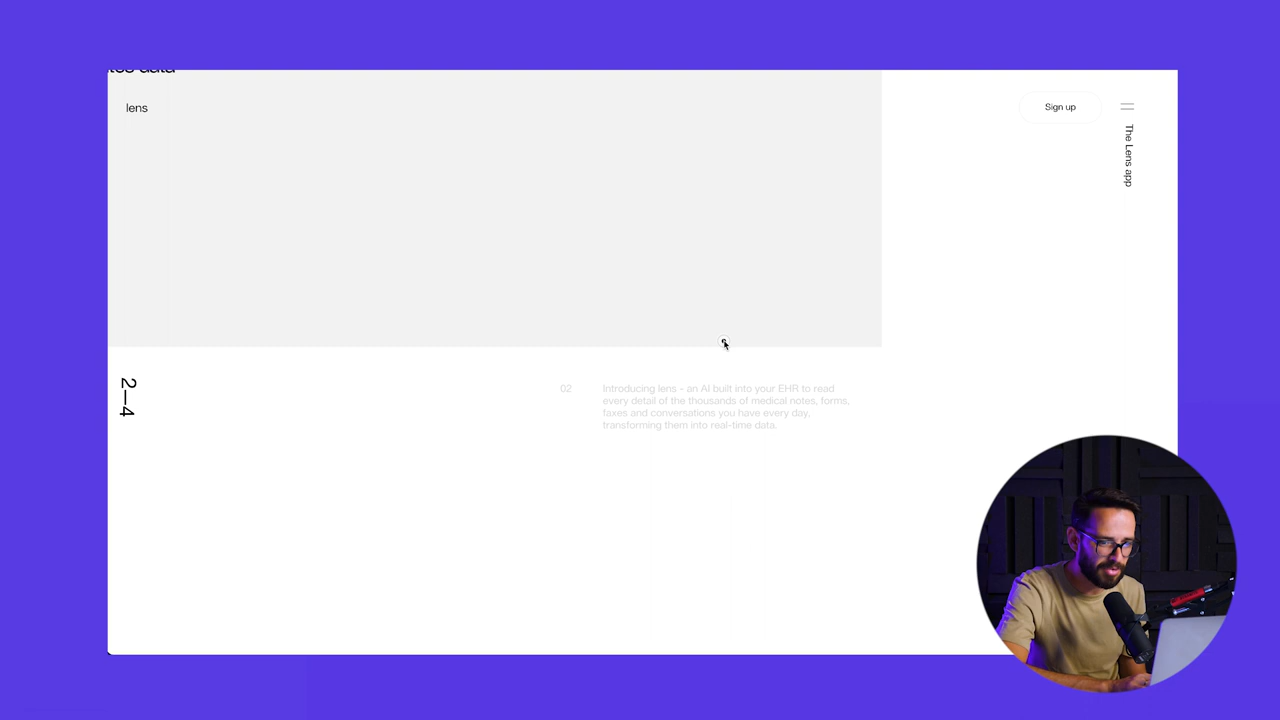 lens
Sign up
The Lens app
2—4
02
Introducing lens - an AI built into your EHR to read
every detail of the thousands of medical notes, forms,
faxes and conversations you have every day,
transforming them into real-time data.